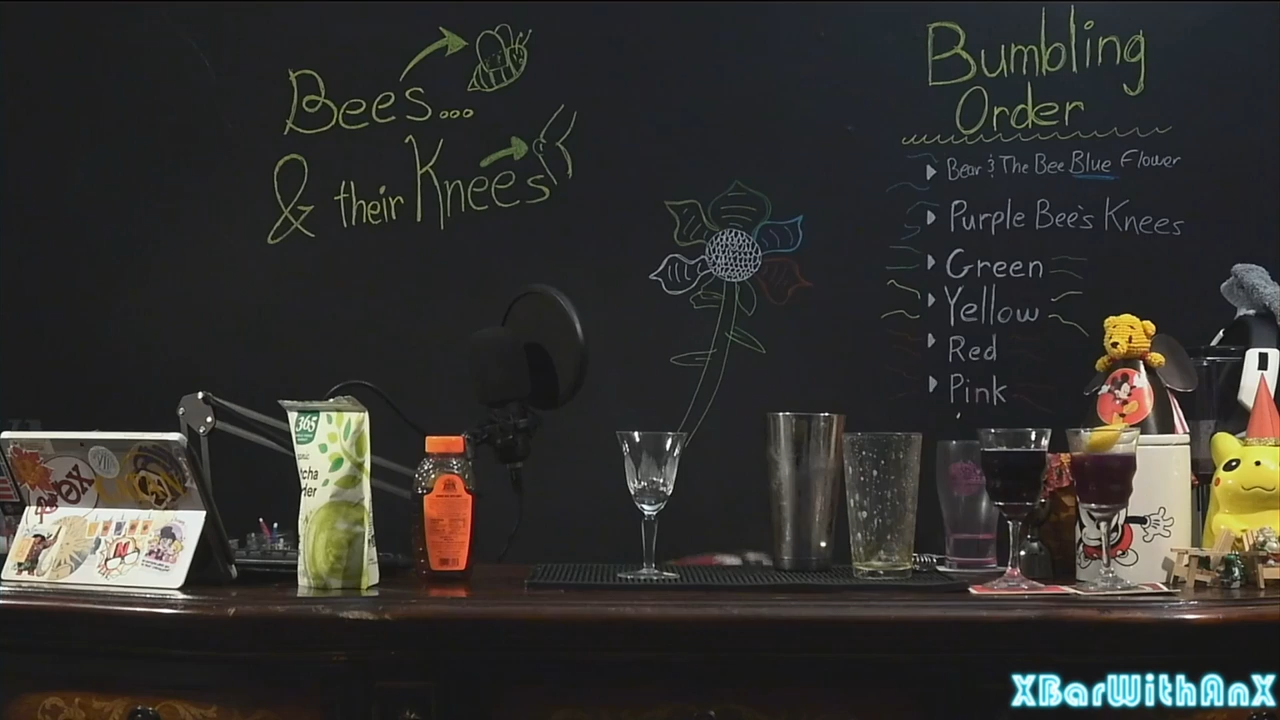 Bees...
& their Knees
Bumbling
Order
Bear & The Bee Blue Flower
Purple Bee's Knees
Green
Yellow
Red
Pink
365
XBarWithAnX